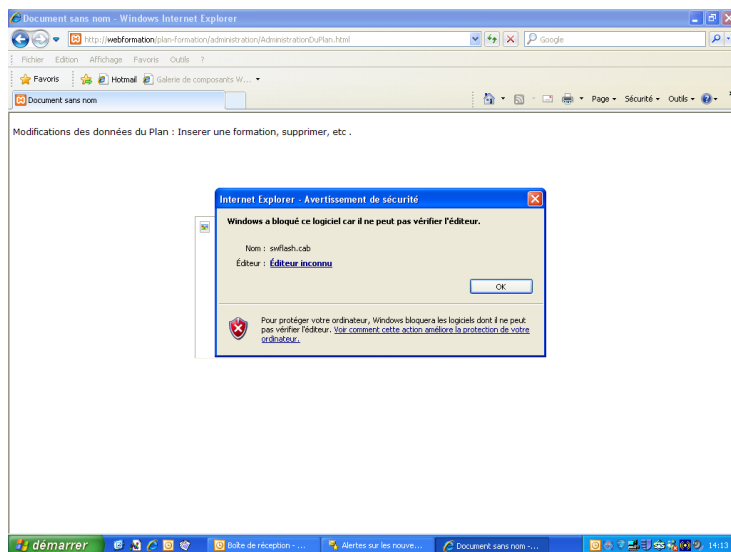 Document sans nom - Windows Internet Explorer
http://webformation/plan-formation/administration/AdministrationDuPlan.html
Google
Fichier Edition Affichage Favoris Outils ?
Favoris Hotmail Galerie de composants W...
Document sans nom
Page Sécurité Outils
Modifications des données du Plan : Inserer une formation, supprimer, etc .
Internet Explorer - Avertissement de sécurité
Windows a bloqué ce logiciel car il ne peut pas vérifier l'éditeur.
Nom : swflash.cab
Éditeur : Éditeur inconnu
OK
Pour protéger votre ordinateur, Windows bloquera les logiciels dont il ne peut
pas vérifier l'éditeur. Voir comment cette action améliore la protection de votre
ordinateur.
démarrer
Boîte de réception - ...
Alertes sur les nouve...
Document sans nom -...
14:13